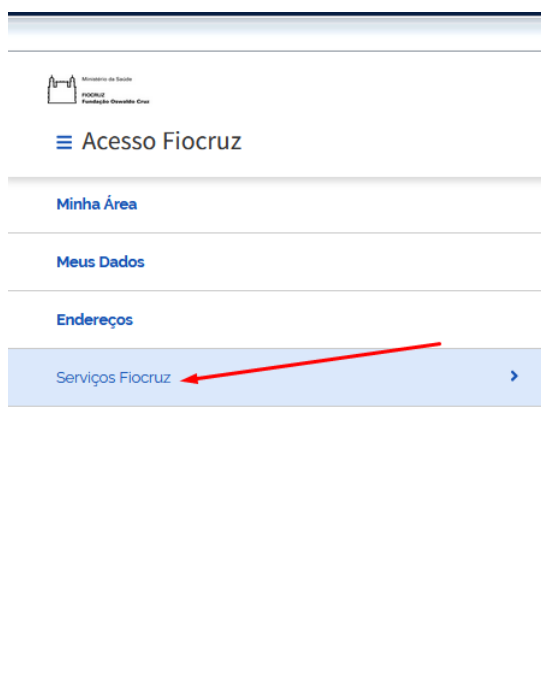 Ministério da Saúde
FIOCRUZ
Fundação Oswaldo Cruz
Acesso Fiocruz
Minha Área
Meus Dados
Endereços
Serviços Fiocruz